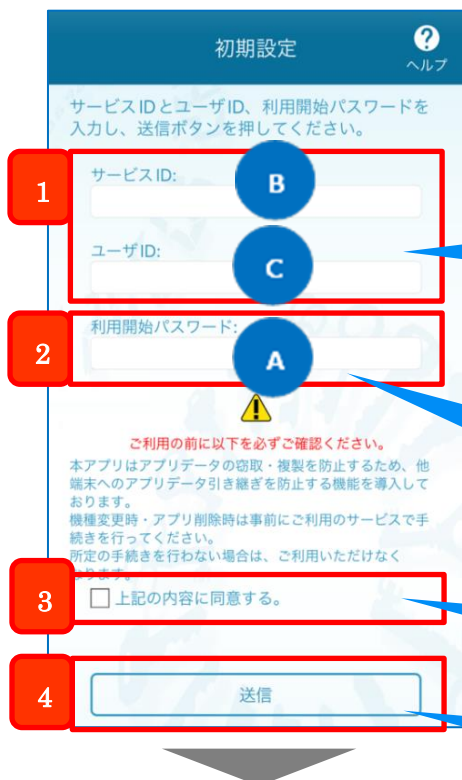 初期設定
?
ヘルプ
サービスIDとユーザID、利用開始パスワードを
入力し、送信ボタンを押してください。
1
サービスID:
B
ユーザID:
C
2
利用開始パスワード:
A
ご利用の前に以下を必ずご確認ください。
本アプリはアプリデータの窃取・複製を防止するため、他
端末へのアプリデータ引き継ぎを防止する機能を導入して
おります。
機種変更時・アプリ削除時は事前にご利用のサービスで手
続きを行ってください。
所定の手続きを行わない場合は、ご利用いただけなく
なります。
3
上記の内容に同意する。
4
送信